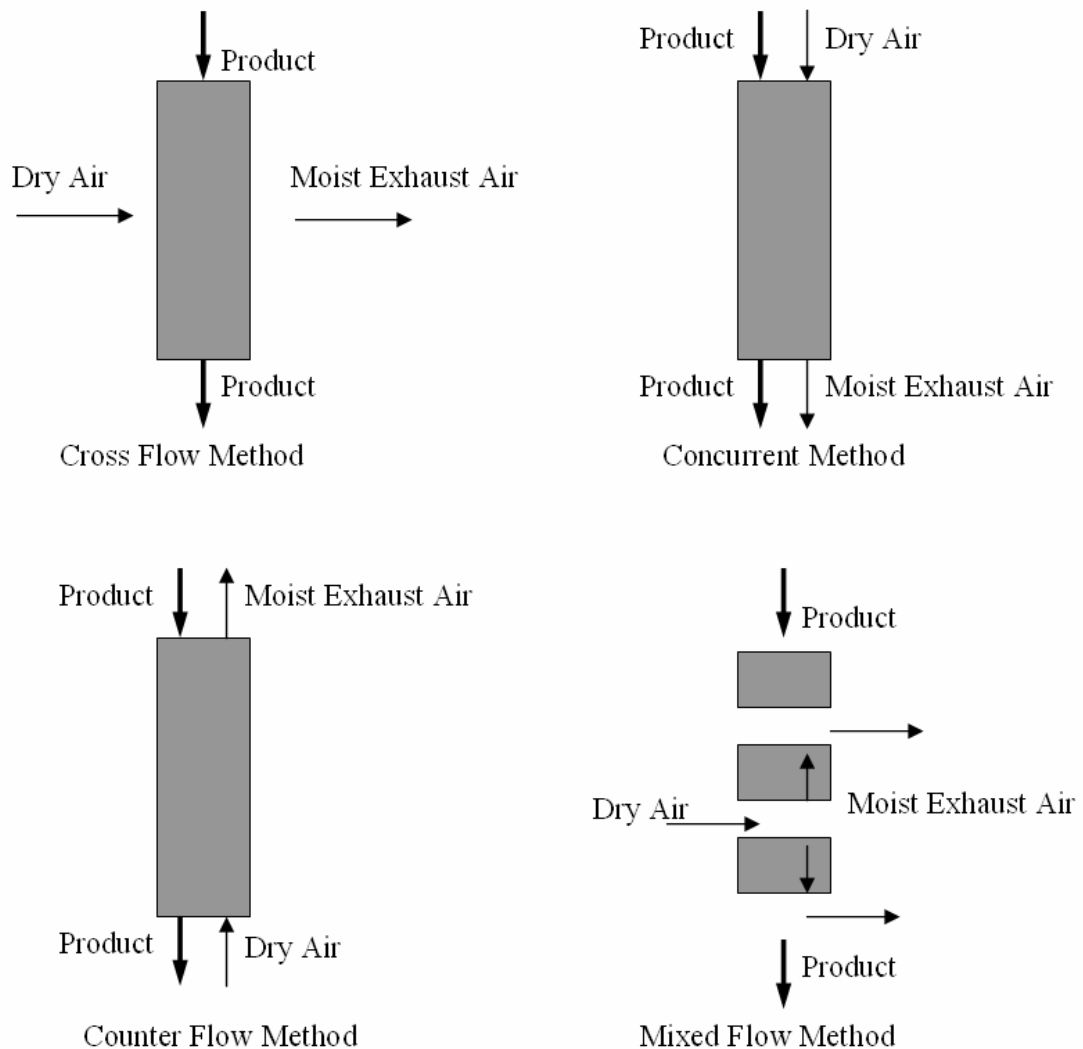 Product
Dry Air
Moist Exhaust Air
Product
Cross Flow Method
Product
Dry Air
Product
Moist Exhaust Air
Concurrent Method
Product
Moist Exhaust Air
Product
Dry Air
Counter Flow Method
Product
Dry Air
Moist Exhaust Air
Product
Mixed Flow Method